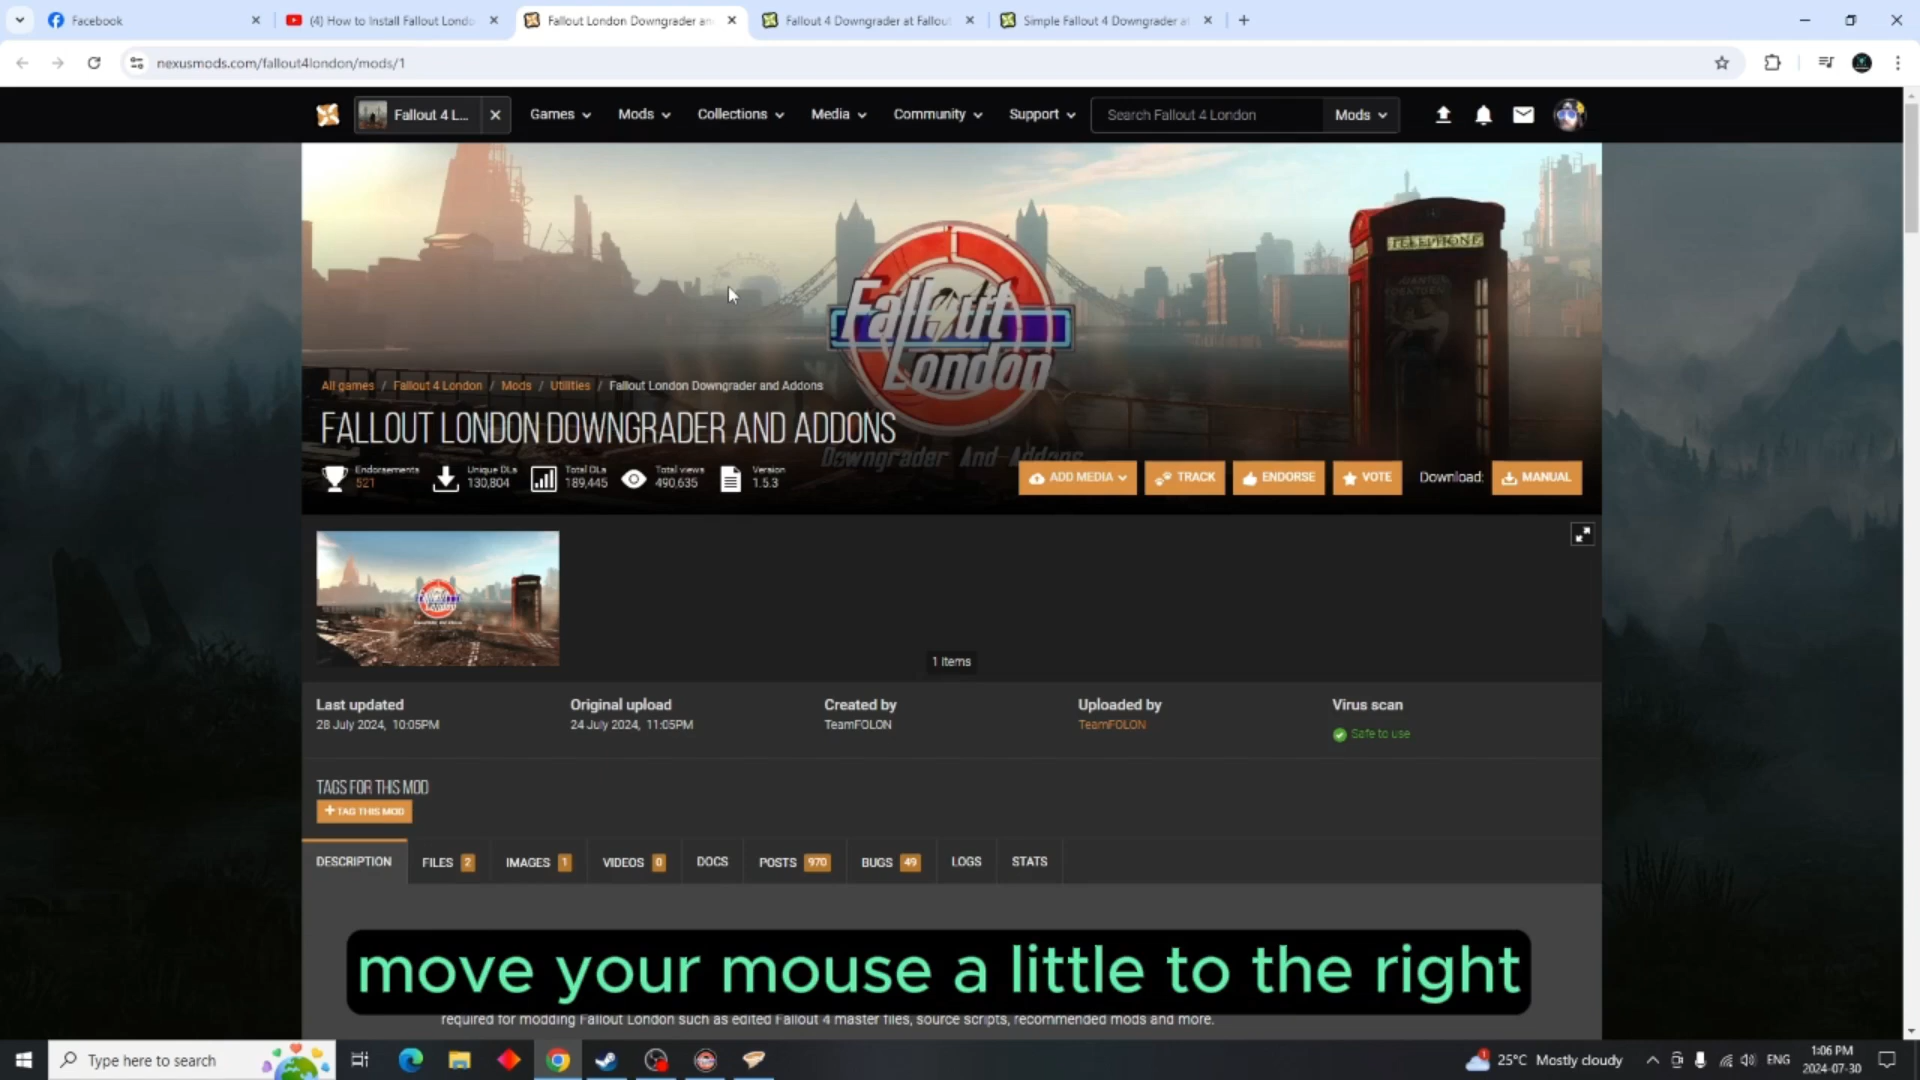 Facebook
(4) How to Install Fallout Londo
Fallout London Downgrader an
Fallout 4 Downgrader at Fallout
Simple Fallout 4 Downgrader at
nexusmods.com/fallout4london/mods/1
Fallout 4 L...
Games
Mods
Collections
Media
Community
Support
Search Fallout 4 London
Mods
TELEPHONE
Fallout
London
All games / Fallout 4 London / Mods / Utilities / Fallout London Downgrader and Addons
FALLOUT LONDON DOWNGRADER AND ADDONS
Downgrader And Addons
Endorsements
521
Unique DLs
130,804
Total DLs
189,445
Total views
490,635
Version
1.5.3
ADD MEDIA
TRACK
ENDORSE
VOTE
Download:
MANUAL
1 Items
Last updated
28 July 2024, 10:05PM
Original upload
24 July 2024, 11:05PM
Created by
TeamFOLON
Uploaded by
TeamFOLON
Virus scan
Safe to use
TAGS FOR THIS MOD
+ TAG THIS MOD
DESCRIPTION
FILES 2
IMAGES 1
VIDEOS 0
DOCS
POSTS 970
BUGS 49
LOGS
STATS
move your mouse a little to the right
required for modding Fallout London such as edited Fallout 4 master files, source scripts, recommended mods and more.
Type here to search
25°C Mostly cloudy
ENG
1:06 PM
2024-07-30